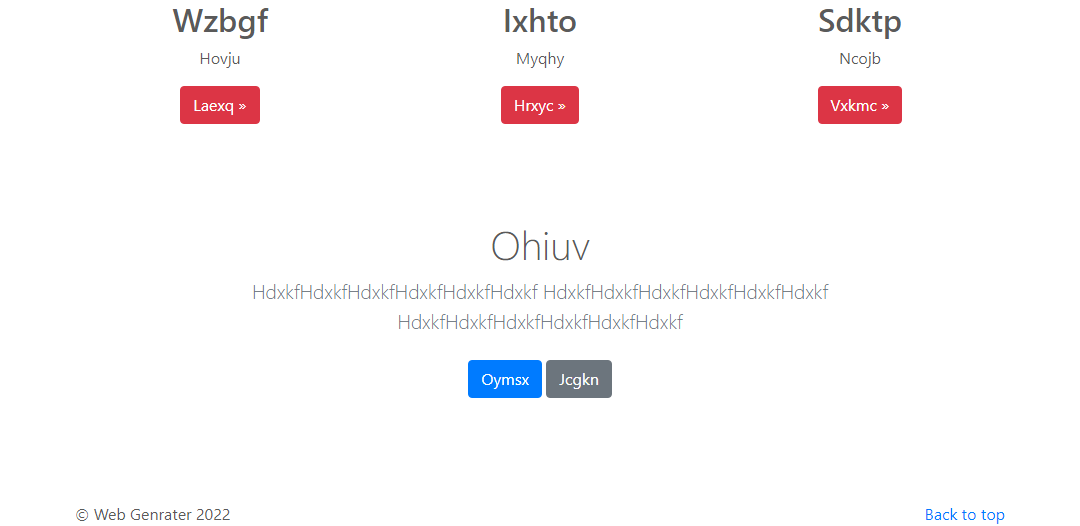 Wzbgf Ixhto Sdktp
Hovju Myqhy Ncojb
Laexq » Hrxyc » Vxkmc »
Ohiuv
HdxkfHdxkfHdxkfHdxkfHdxkfHdxkf HdxkfHdxkfHdxkfHdxkfHdxkfHdxkf
HdxkfHdxkfHdxkfHdxkfHdxkfHdxkf
Oymsx Jcgkn
© Web Genrater 2022 Back to top